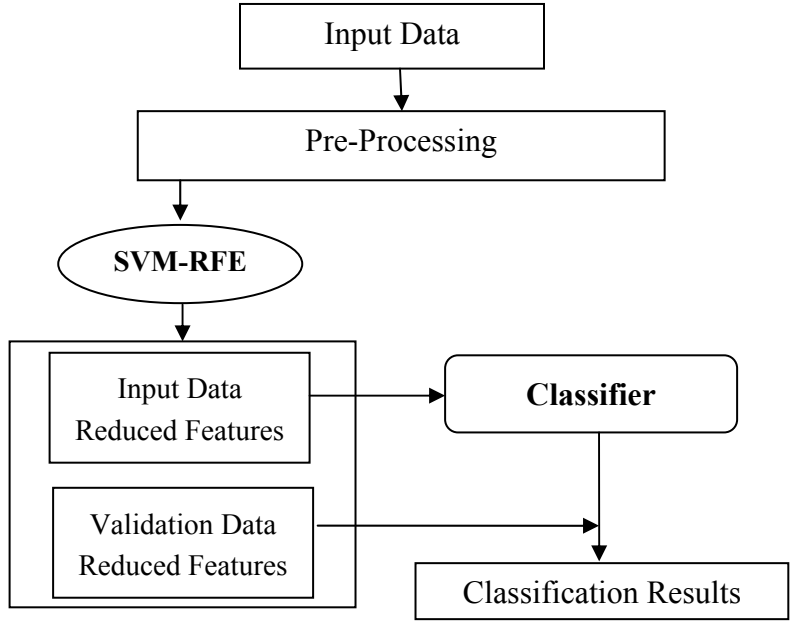 Input Data
Pre-Processing
SVM-RFE
Input Data
Reduced Features
Classifier
Validation Data
Reduced Features
Classification Results